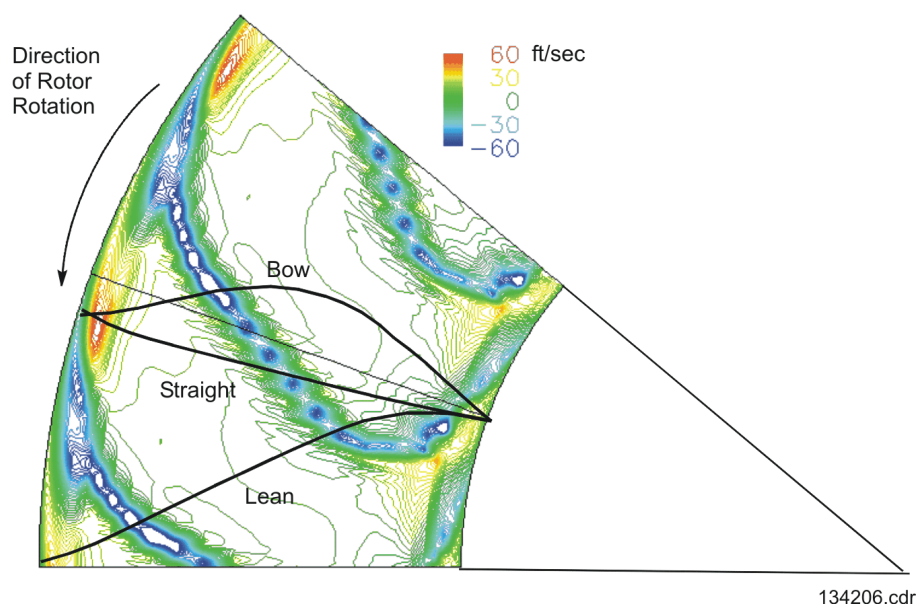 Direction
of Rotor
Rotation
60 ft/sec
30
0
-30
-60
Bow
Straight
Lean
134206.cdr